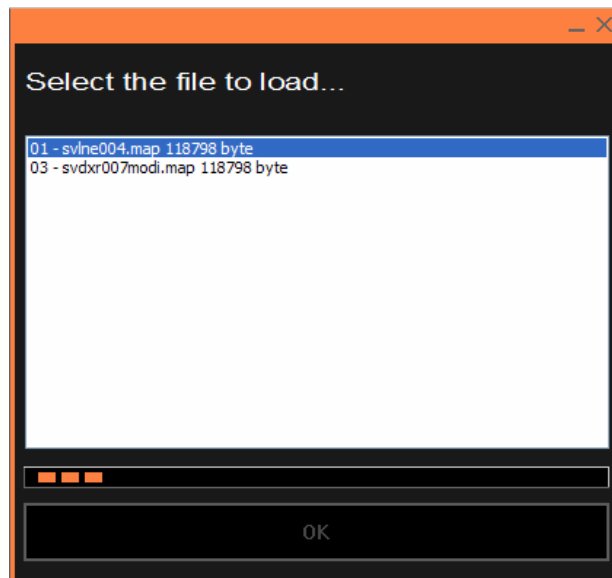 Select the file to load...
01 - svlne004.map 118798 byte
03 - svdxr007modi.map 118798 byte
OK